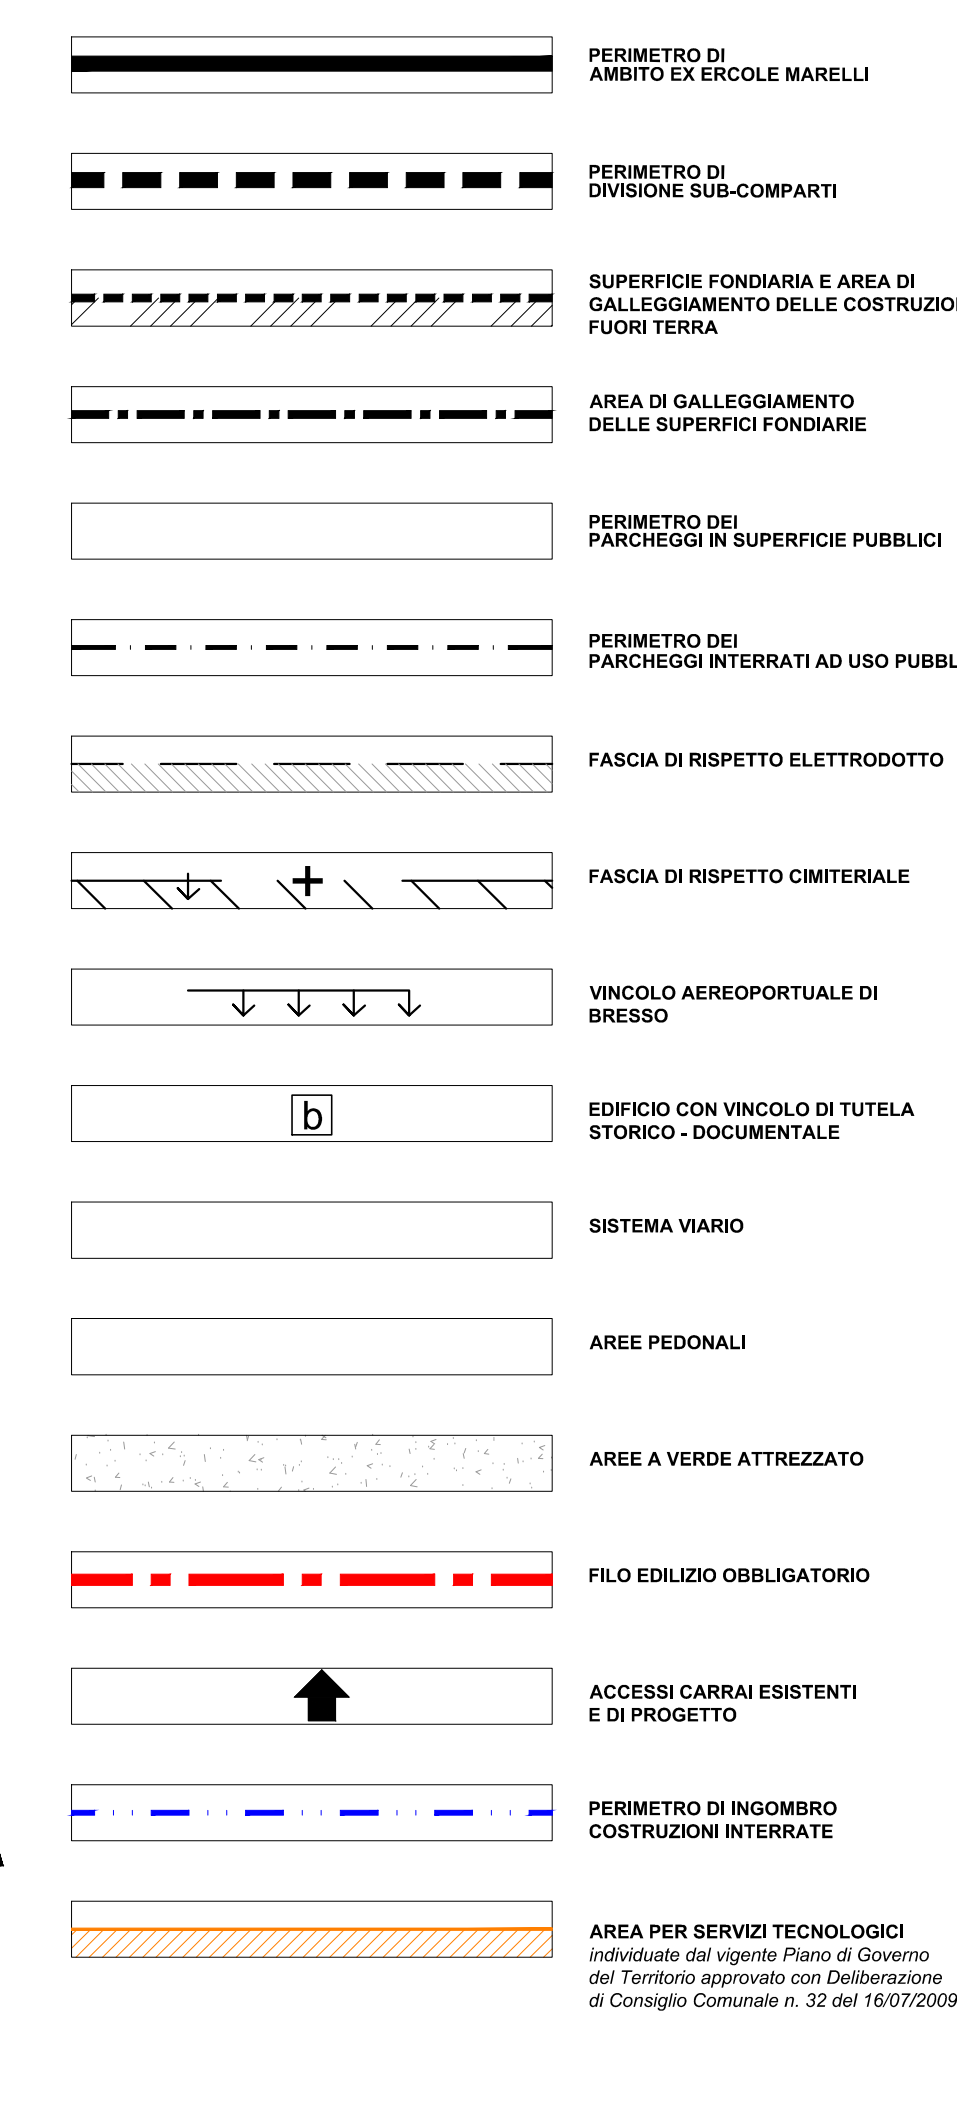 PERIMETRO DI
AMBITO EX ERCOLE MARELLI
PERIMETRO DI
DIVISIONE SUB-COMPARTI
SUPERFICIE FONDIARIA E AREA DI
GALLEGGIAMENTO DELLE COSTRUZIO
FUORI TERRA
AREA DI GALLEGGIAMENTO
DELLE SUPERFICI FONDIARIE
PERIMETRO DEI
PARCHEGGI IN SUPERFICIE PUBBLICI
PERIMETRO DEI
PARCHEGGI INTERRATI AD USO PUBBL
FASCIA DI RISPETTO ELETTRODOTTO
FASCIA DI RISPETTO CIMITERIALE
VINCOLO AEREOPORTUALE DI
BRESSO
b
EDIFICIO CON VINCOLO DI TUTELA
STORICO - DOCUMENTALE
SISTEMA VIARIO
AREE PEDONALI
AREE A VERDE ATTREZZATO
FILO EDILIZIO OBBLIGATORIO
ACCESSI CARRAI ESISTENTI
E DI PROGETTO
PERIMETRO DI INGOMBRO
COSTRUZIONI INTERRATE
AREA PER SERVIZI TECNOLOGICI
individuate dal vigente Piano di Governo
del Territorio approvato con Deliberazione
di Consiglio Comunale n. 32 del 16/07/2009